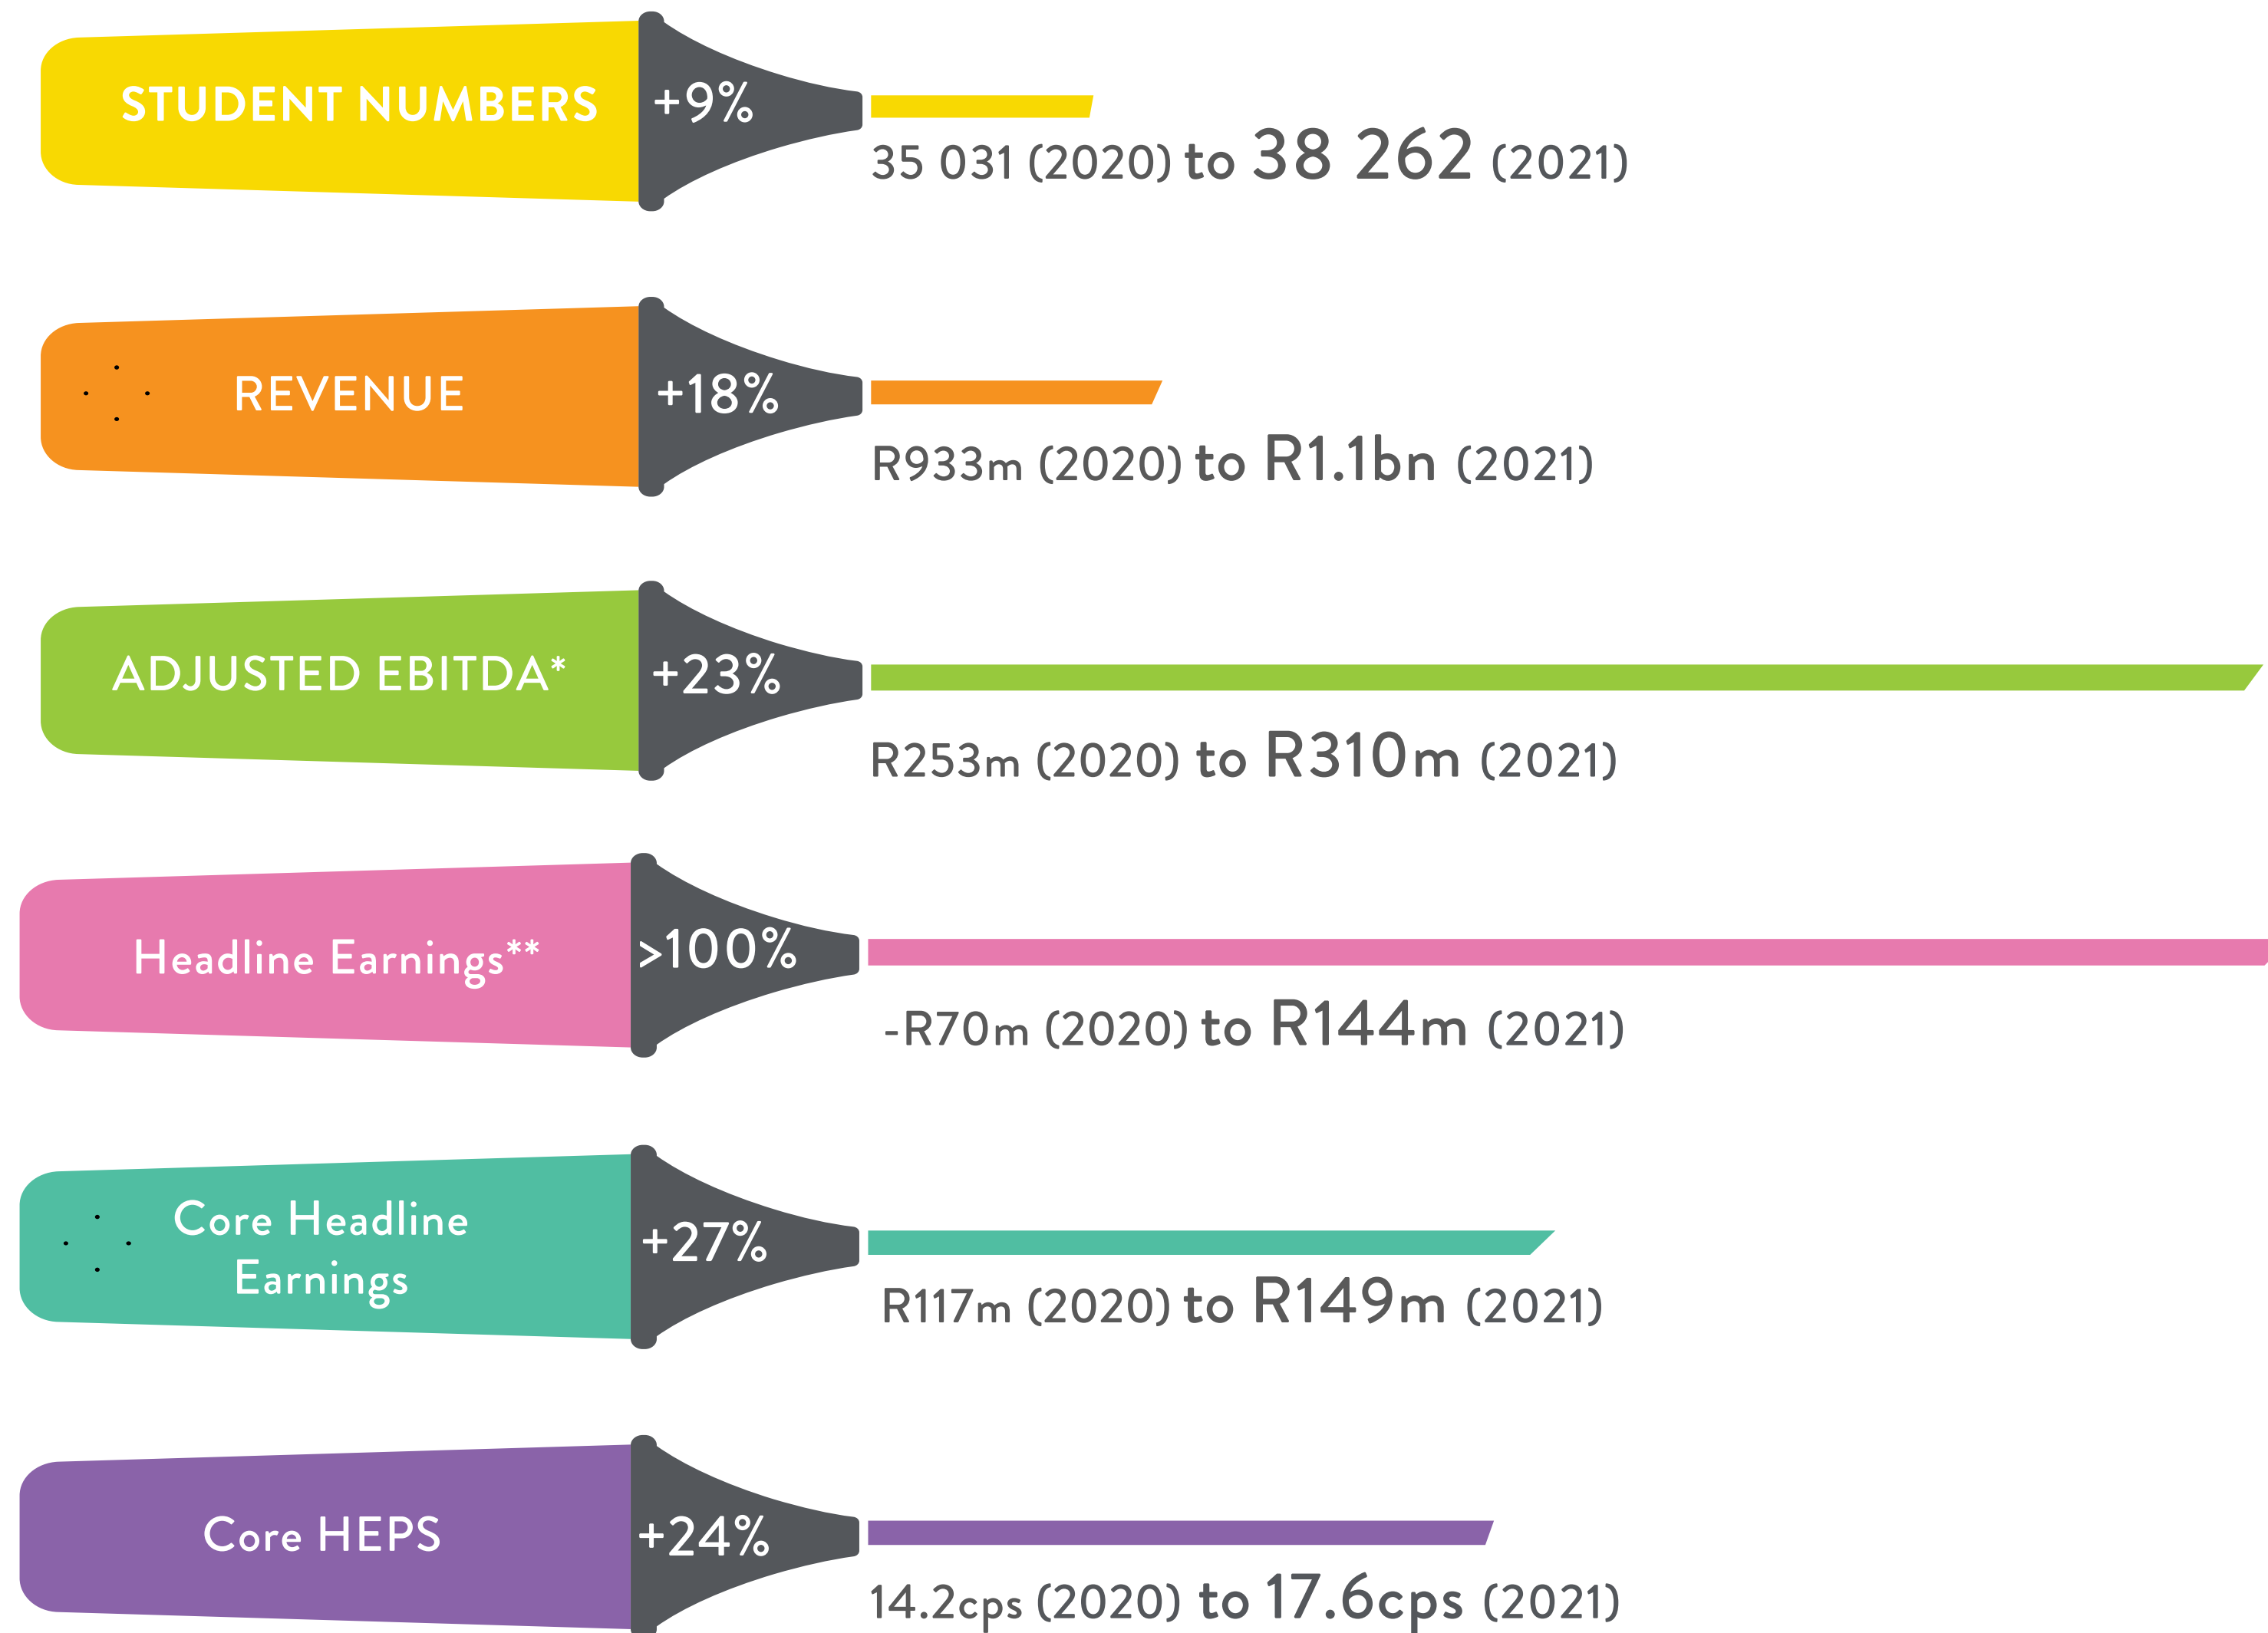 STUDENT NUMBERS
+9%
35 031 (2020) to 38 262 (2021)
REVENUE
+18%
R933m (2020) to R1.1bn (2021)
ADJUSTED EBITDA*
+23%
R253m (2020) to R310m (2021)
Headline Earnings**
>100%
-R70m (2020) to R144m (2021)
Core Headline
Earnings
+27%
R117m (2020) to R149m (2021)
Core HEPS
+24%
14.2cps (2020) to 17.6cps (2021)